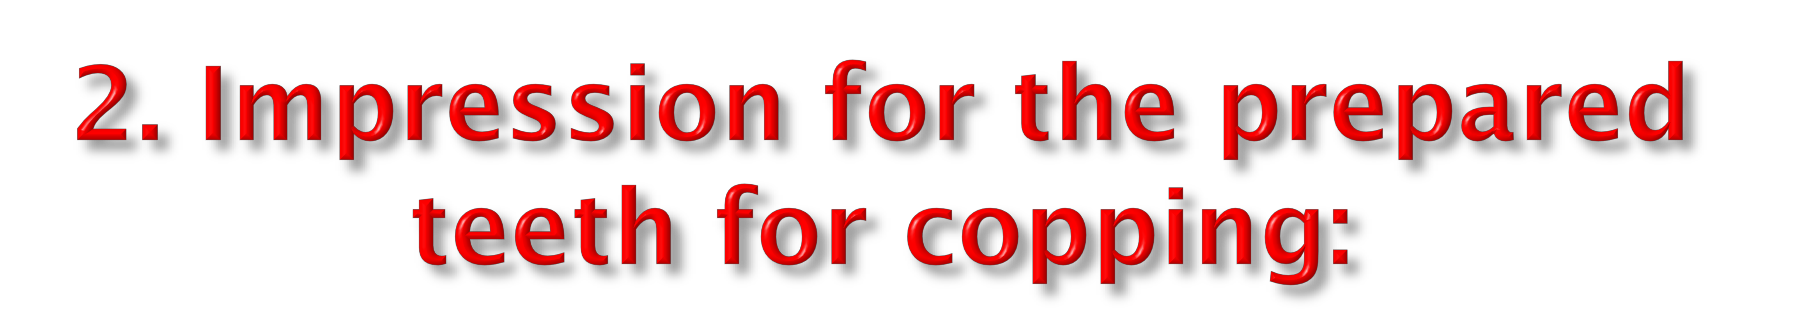 2. Impression for the prepared
teeth for copping: